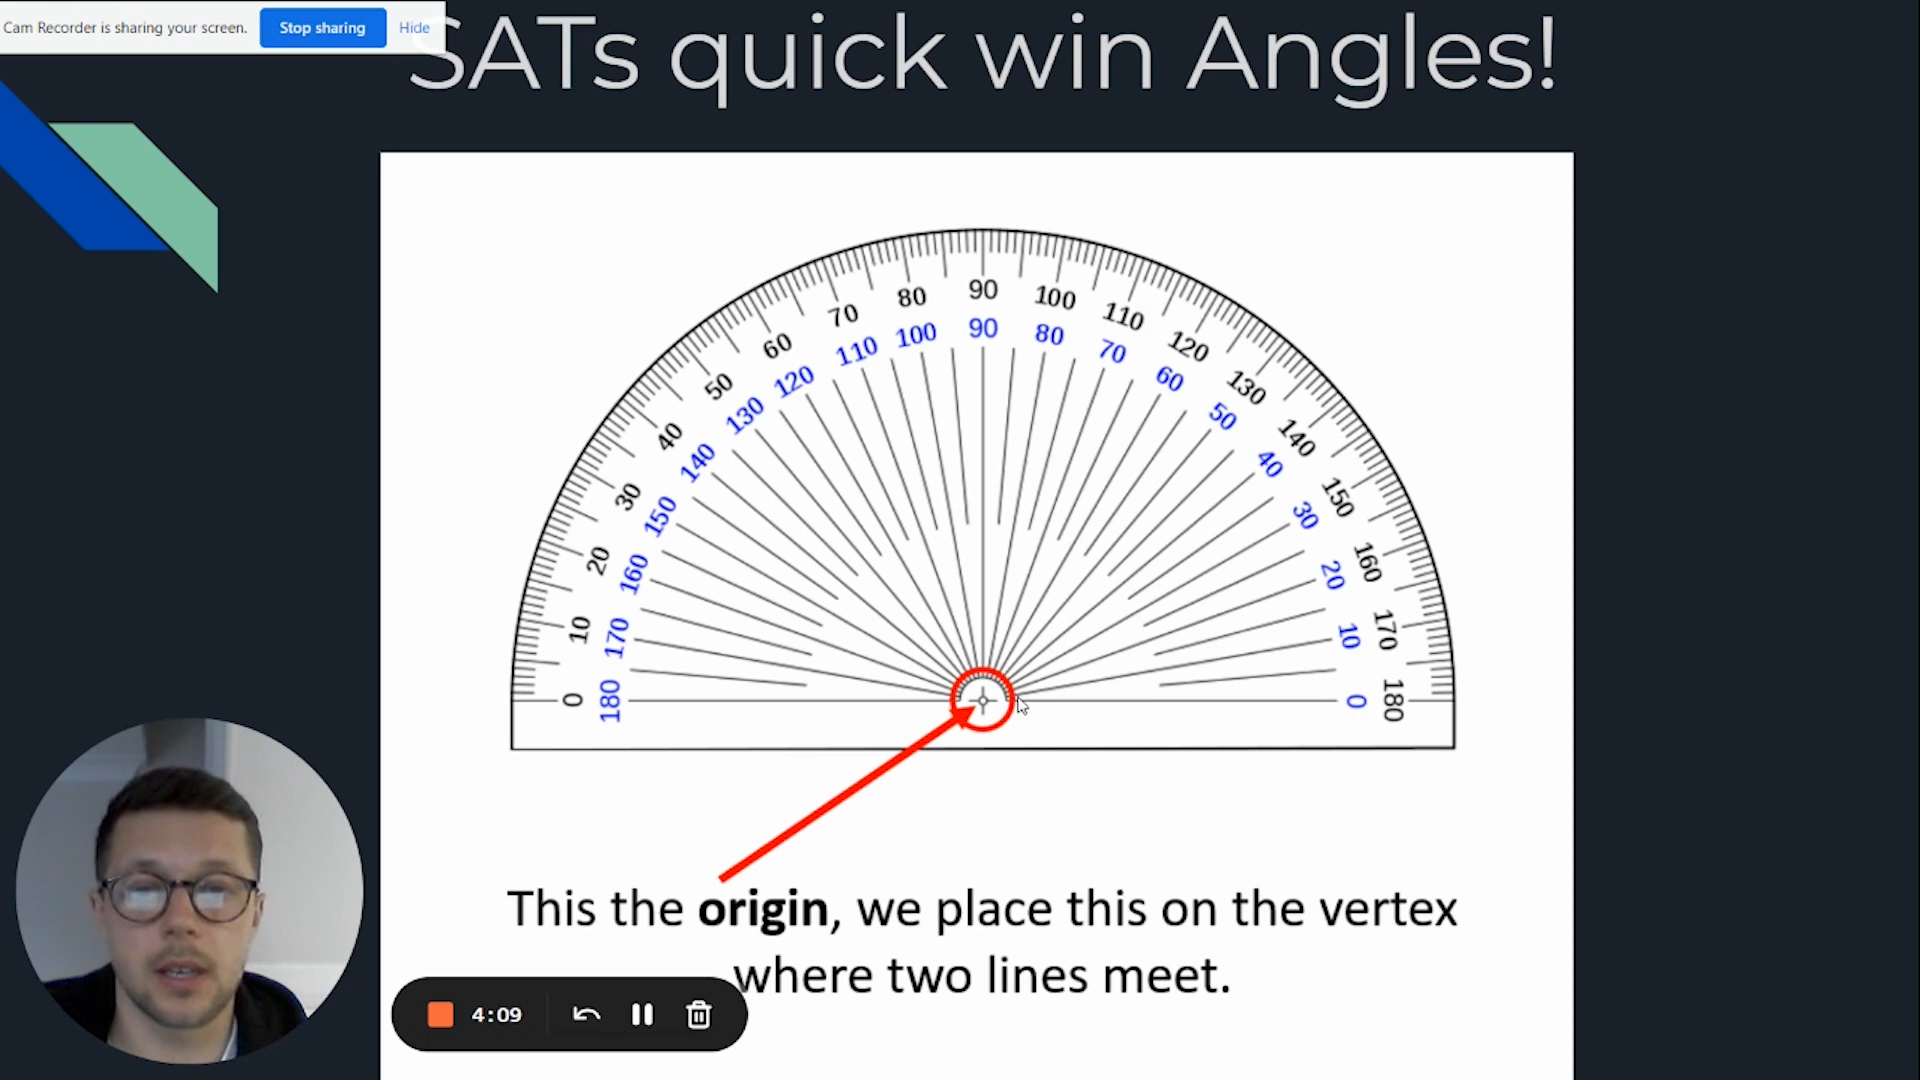 Cam Recorder is sharing your screen. Stop sharing Hide
SATs quick win Angles!
0 10 20 30 40 50 60 70 80 90 100 110 120 130 140 150 160 170 180
180 170 160 150 140 130 120 110 100 90 80 70 60 50 40 30 20 10 0
This the origin, we place this on the vertex
where two lines meet.
4:09